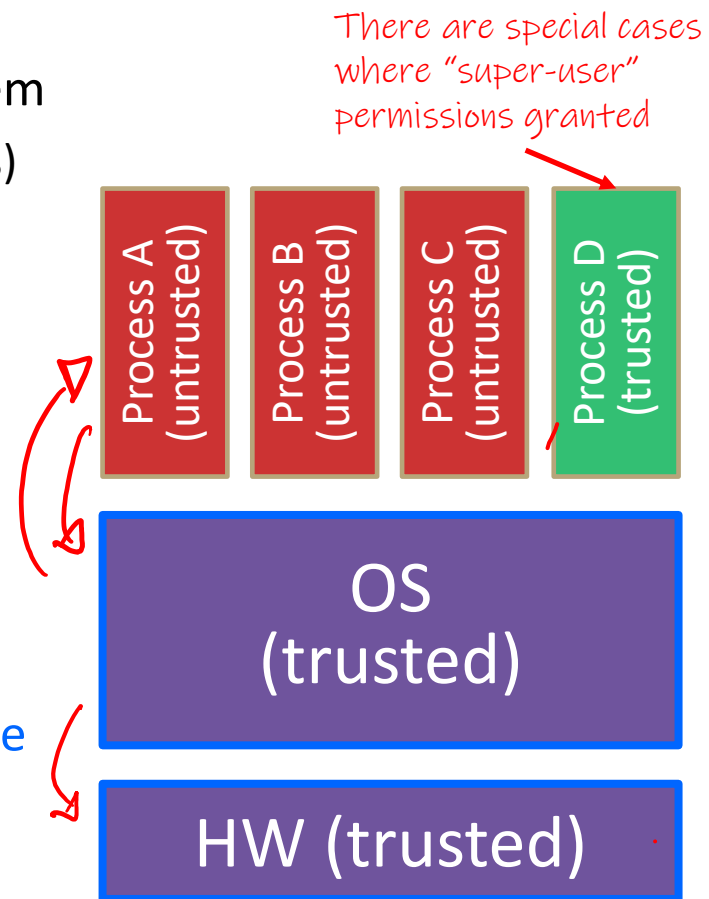 There are special cases
where “super-user”
permissions granted
em
s)
Process A
(untrusted)
Process B
(untrusted)
Process C
(untrusted)
Process D
(trusted)
OS
(trusted)
e
HW (trusted)